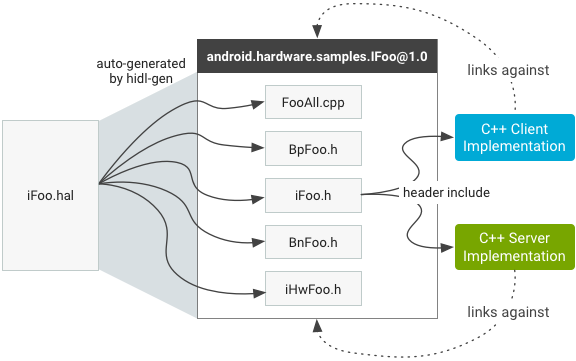 auto-generated
by hidl-gen
android.hardware.samples.IFoo@1.0
links against
FooAll.cpp
C++ Client
Implementation
BpFoo.h
iFoo.hal
iFoo.h
header include
BnFoo.h
C++ Server
Implementation
iHwFoo.h
links against